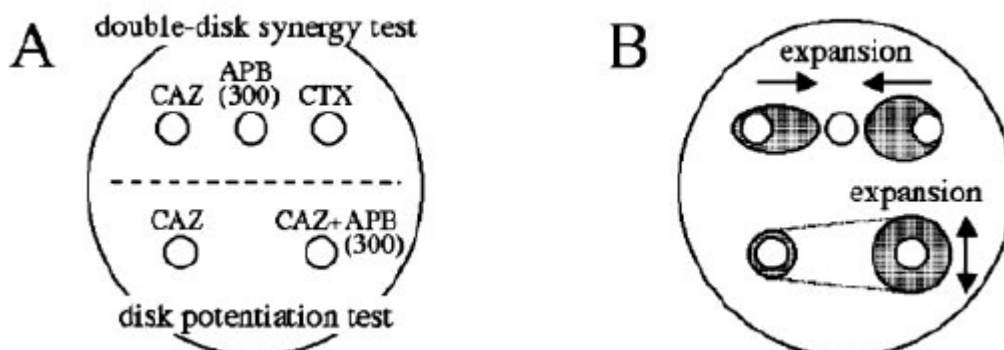 A
double-disk synergy test
APB
CAZ (300) CTX
CAZ CAZ+APB
(300)
disk potentiation test
B
expansion
expansion